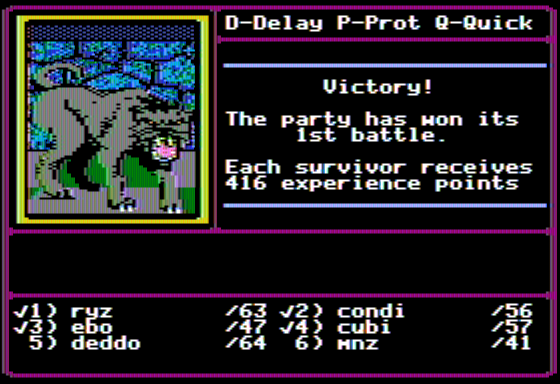 D-Delay P-Prot Q-Quick
Victory!
The party has won its
1st battle.
Each survivor receives
416 experience points
√1) ryz /63 √2) condi /56
√3) ebo /47 √4) cubi /57
5) deddo /64 6) mnz /41